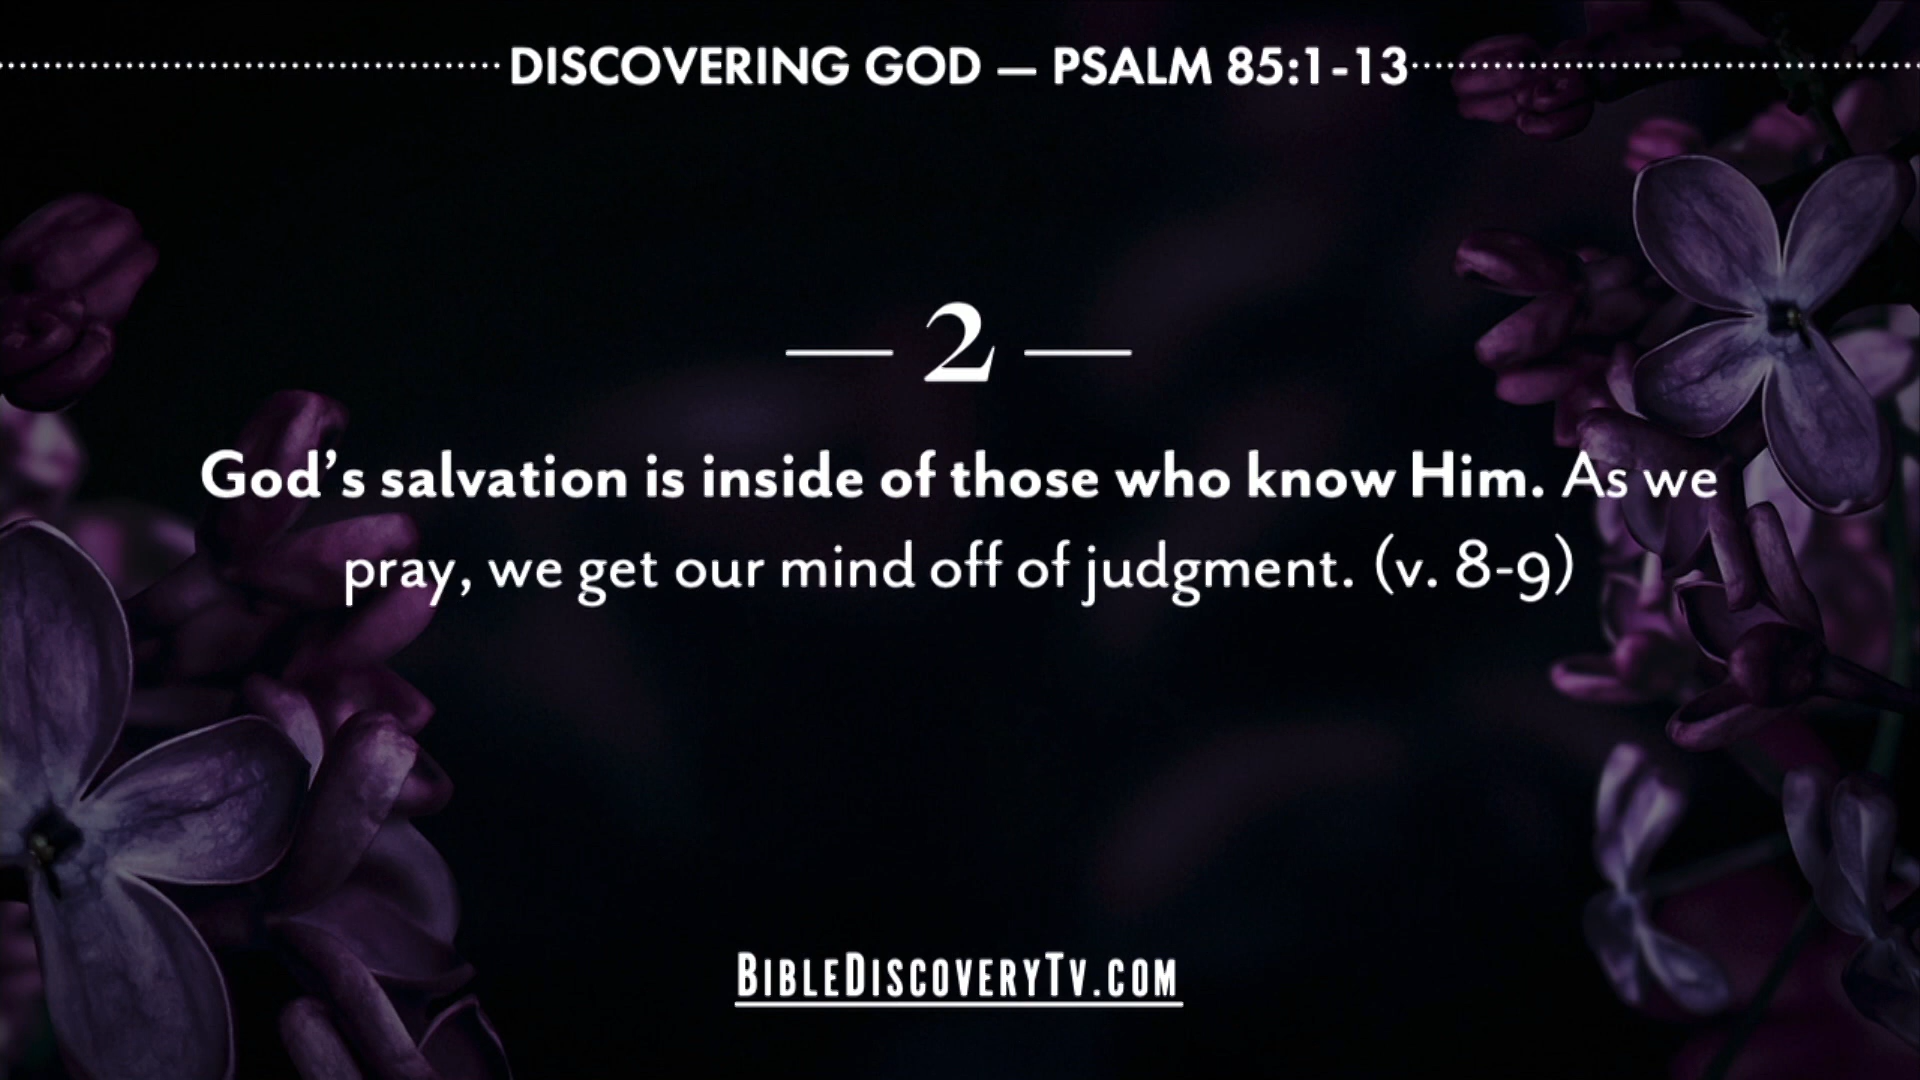 DISCOVERING GOD — PSALM 85:1-13
— 2 —
God’s salvation is inside of those who know Him. As we
pray, we get our mind off of judgment. (v. 8-9)
BIBLEDISCOVERYTV.COM